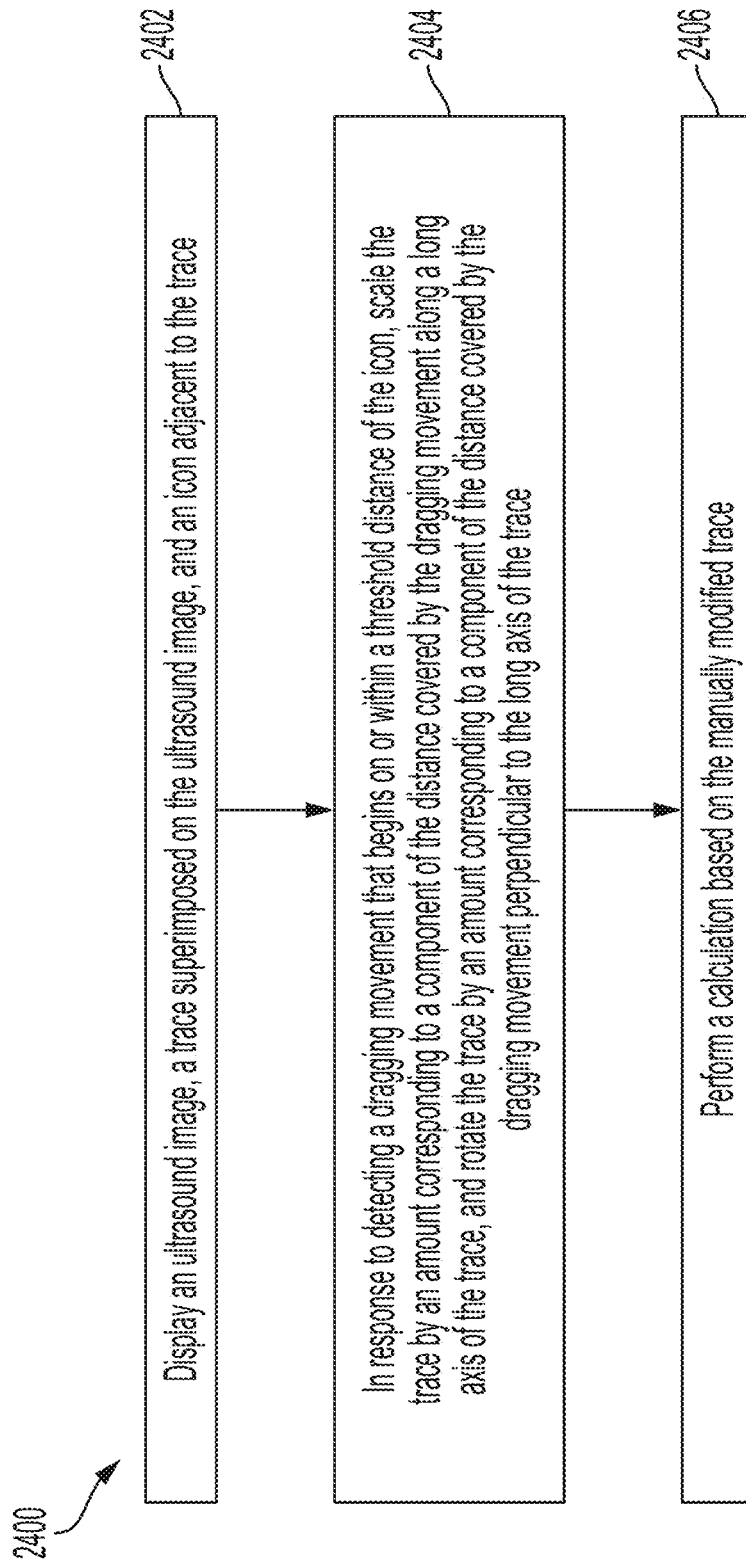 2400
2402
Display an ultrasound image, a trace superimposed on the ultrasound image, and an icon adjacent to the trace
2404
In response to detecting a dragging movement that begins on or within a threshold distance of the icon, scale the
trace by an amount corresponding to a component of the distance covered by the dragging movement along a long
axis of the trace, and rotate the trace by an amount corresponding to a component of the distance covered by the
dragging movement perpendicular to the long axis of the trace
2406
Perform a calculation based on the manually modified trace